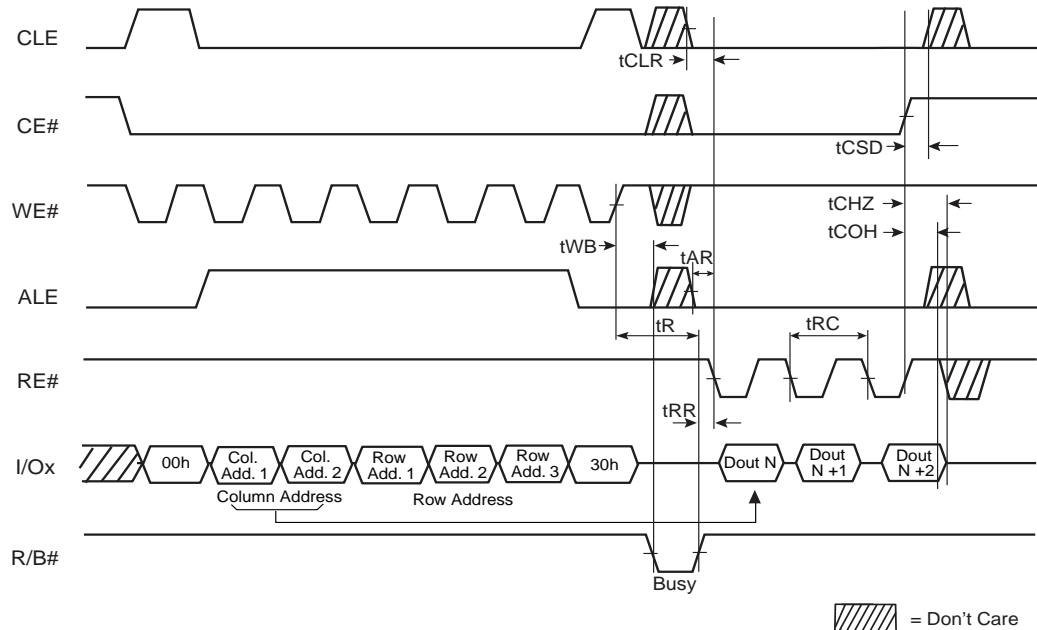 CLE
tCLR
CE#
tCSD
WE#
tCHZ
tCOH
tWB
tAR
ALE
tR
tRC
RE#
tRR
I/Ox
00h
Col.
Add. 1
Col.
Add. 2
Row
Add. 1
Row
Add. 2
Row
Add. 3
30h
Dout N
Dout
N +1
Dout
N +2
Column Address
Row Address
R/B#
Busy
= Don't Care